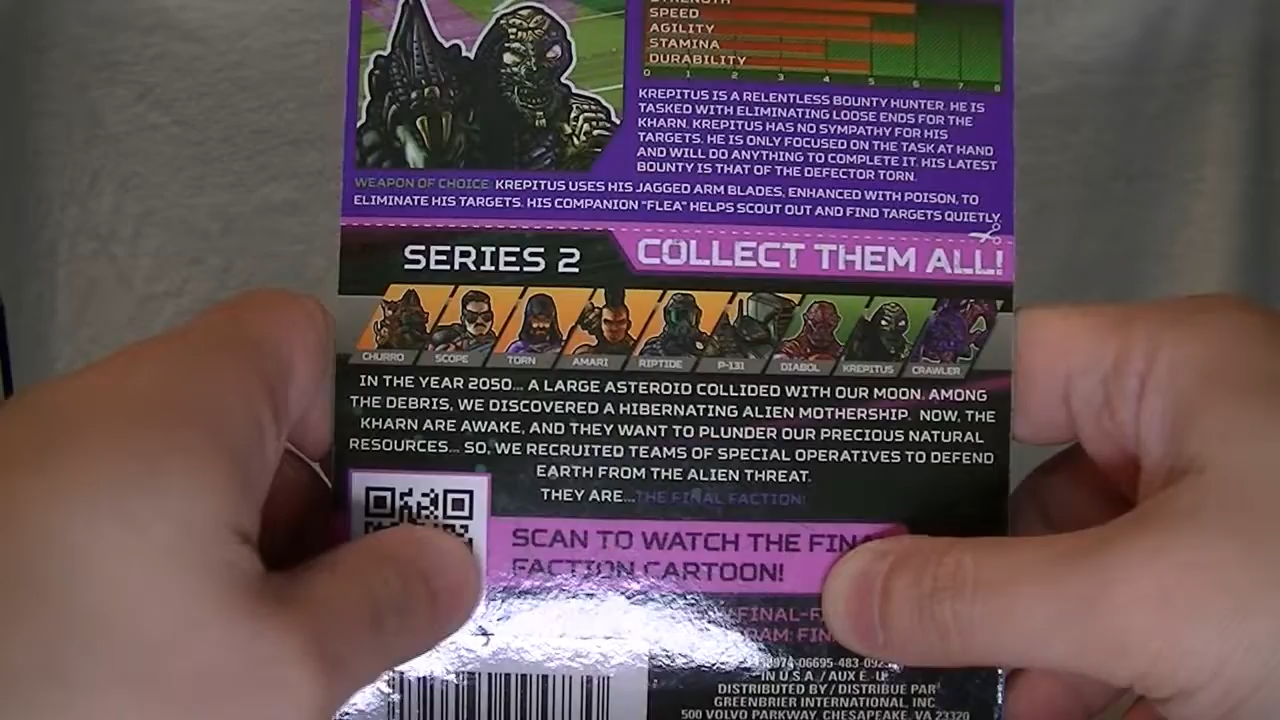 STRENGTH
SPEED
AGILITY
STAMINA
DURABILITY
0 1 2 3 4 5 6 7 8
KREPITUS IS A RELENTLESS BOUNTY HUNTER. HE IS
TASKED WITH ELIMINATING LOOSE ENDS FOR THE
KHARN. KREPITUS HAS NO SYMPATHY FOR HIS
TARGETS. HE IS ONLY FOCUSED ON THE TASK AT HAND
AND WILL DO ANYTHING TO COMPLETE IT. HIS LATEST
BOUNTY IS THAT OF THE DEFECTOR TORN.
WEAPON OF CHOICE: KREPITUS USES HIS JAGGED ARM BLADES, ENHANCED WITH POISON, TO
ELIMINATE HIS TARGETS. HIS COMPANION "FLEA" HELPS SCOUT OUT AND FIND TARGETS QUIETLY.
SERIES 2 COLLECT THEM ALL!
CHURRO SCOPE TORN AMARI RIPTIDE P-131 DIABOL KREPITUS CRAWLER
IN THE YEAR 2050... A LARGE ASTEROID COLLIDED WITH OUR MOON. AMONG
THE DEBRIS, WE DISCOVERED A HIBERNATING ALIEN MOTHERSHIP. NOW, THE
KHARN ARE AWAKE, AND THEY WANT TO PLUNDER OUR PRECIOUS NATURAL
RESOURCES... SO, WE RECRUITED TEAMS OF SPECIAL OPERATIVES TO DEFEND
EARTH FROM THE ALIEN THREAT.
THEY ARE...THE FINAL FACTION!
SCAN TO WATCH THE FINAL
FACTION CARTOON!
FINAL-F
RAM: FIN
06695-483-092
IN U.S.A. / AUX É.-U.
DISTRIBUTED BY / DISTRIBUÉ PAR
GREENBRIER INTERNATIONAL, INC.
500 VOLVO PARKWAY, CHESAPEAKE, VA 23320